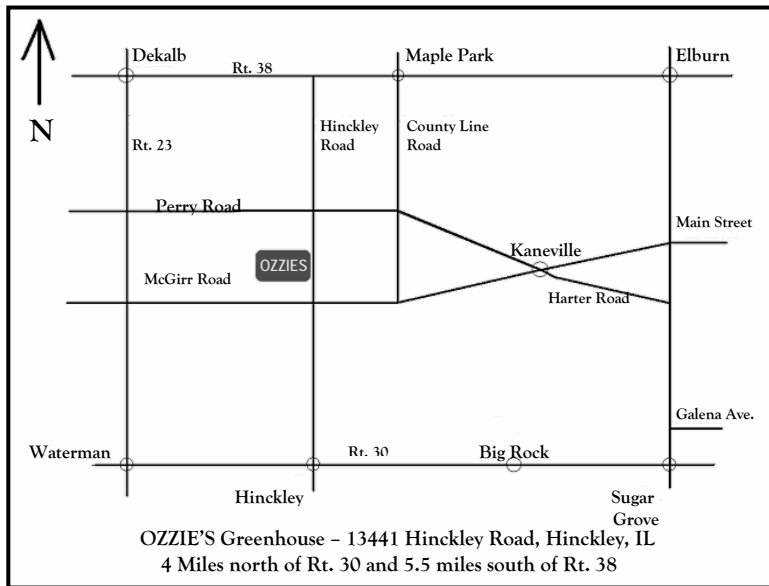 Dekalb
Maple Park
Elburn
Rt. 38
N
Rt. 23
Hinckley
Road
County Line
Road
Perry Road
Main Street
Kaneville
OZZIES
McGirr Road
Harter Road
Galena Ave.
Waterman
Rt. 30
Big Rock
Hinckley
Sugar
Grove
OZZIE'S Greenhouse – 13441 Hinckley Road, Hinckley, IL
4 Miles north of Rt. 30 and 5.5 miles south of Rt. 38